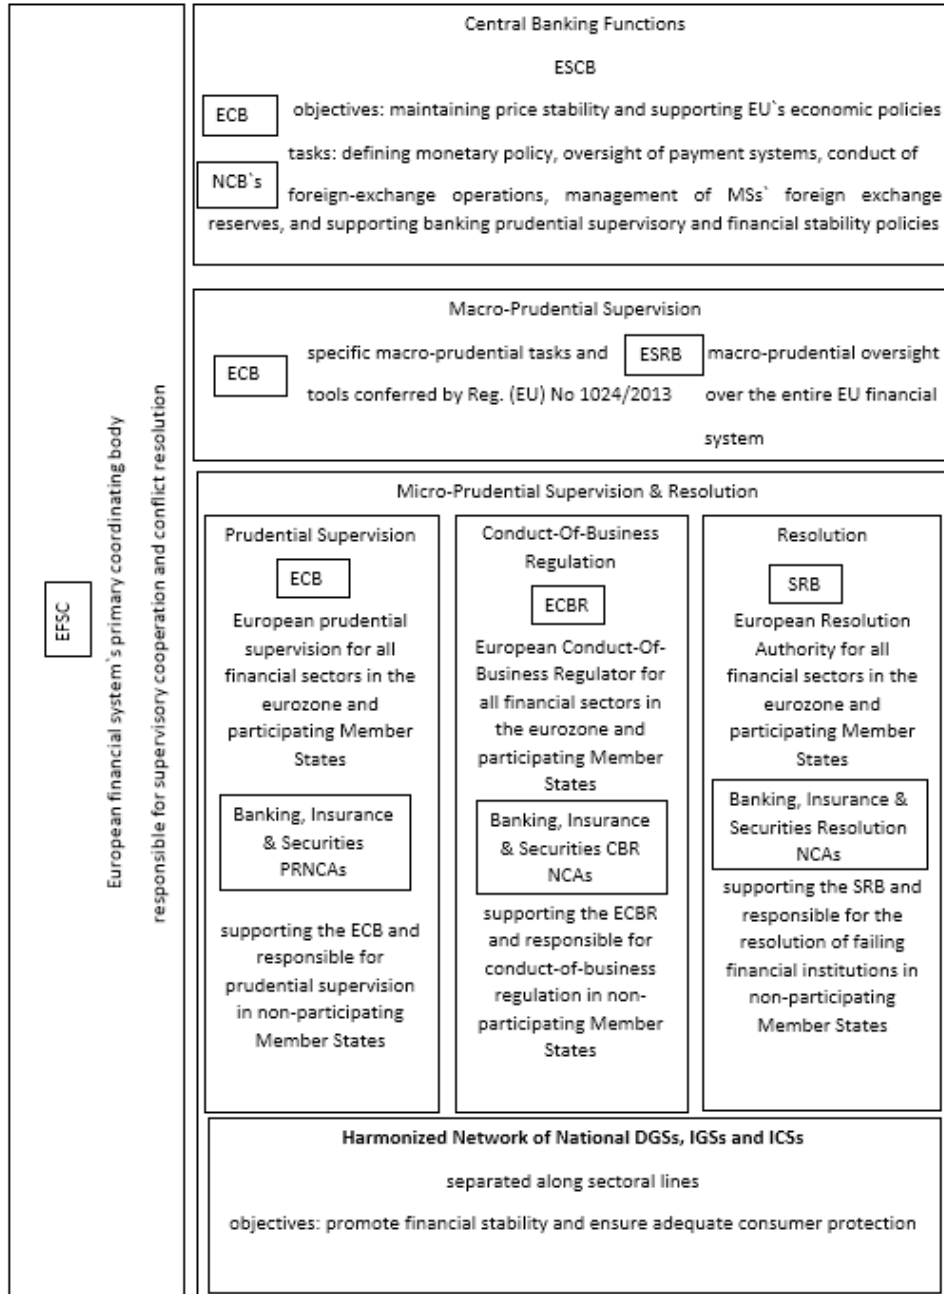 EFSC
European financial system`s primary coordinating body
responsible for supervisory cooperation and conflict resolution
Central Banking Functions
ESCB
ECB
objectives: maintaining price stability and supporting EU`s economic policies
NCB`s
tasks: defining monetary policy, oversight of payment systems, conduct of
foreign-exchange operations, management of MSs` foreign exchange
reserves, and supporting banking prudential supervisory and financial stability policies
Macro-Prudential Supervision
ECB
specific macro-prudential tasks and
tools conferred by Reg. (EU) No 1024/2013
ESRB
macro-prudential oversight
over the entire EU financial
system
Micro-Prudential Supervision & Resolution
Prudential Supervision
ECB
European prudential
supervision for all
financial sectors in the
eurozone and
participating Member
States
Banking, Insurance
& Securities
PRNCAs
supporting the ECB and
responsible for
prudential supervision
in non-participating
Member States
Conduct-Of-Business
Regulation
ECBR
European Conduct-Of-
Business Regulator for
all financial sectors in
the eurozone and
participating Member
States
Banking, Insurance
& Securities CBR
NCAs
supporting the ECBR
and responsible for
conduct-of-business
regulation in non-
participating Member
States
Resolution
SRB
European Resolution
Authority for all
financial sectors in the
eurozone and
participating Member
States
Banking, Insurance &
Securities Resolution
NCAs
supporting the SRB and
responsible for the
resolution of failing
financial institutions in
non-participating
Member States
Harmonized Network of National DGSs, IGSs and ICSs
separated along sectoral lines
objectives: promote financial stability and ensure adequate consumer protection